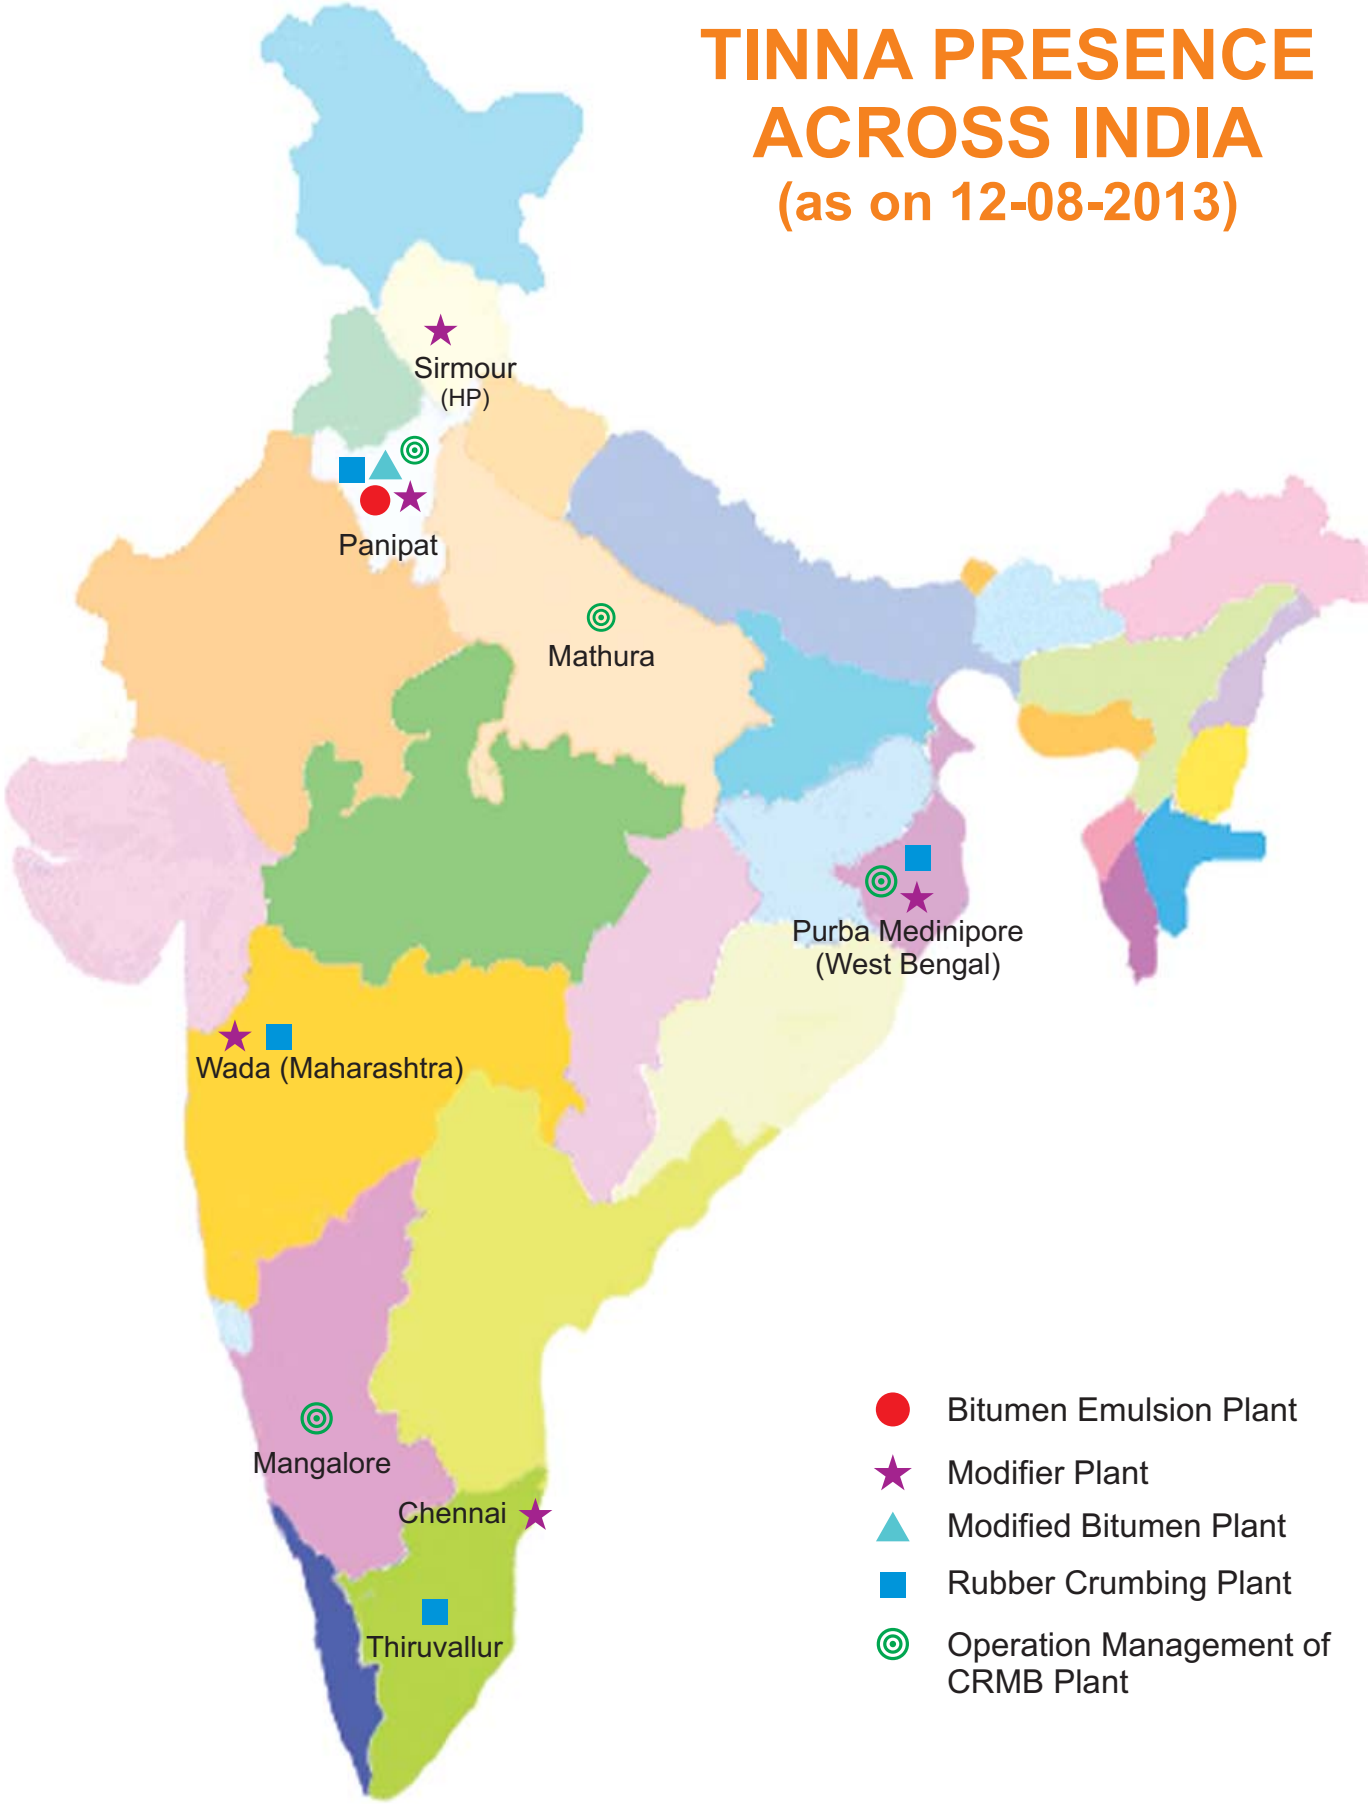 TINNA PRESENCE
ACROSS INDIA
(as on 12-08-2013)
Sirmour
(HP)
Panipat
Mathura
Purba Medinipore
(West Bengal)
Wada (Maharashtra)
Mangalore
Chennai
Thiruvallur
Bitumen Emulsion Plant
Modifier Plant
Modified Bitumen Plant
Rubber Crumbing Plant
Operation Management of
CRMB Plant